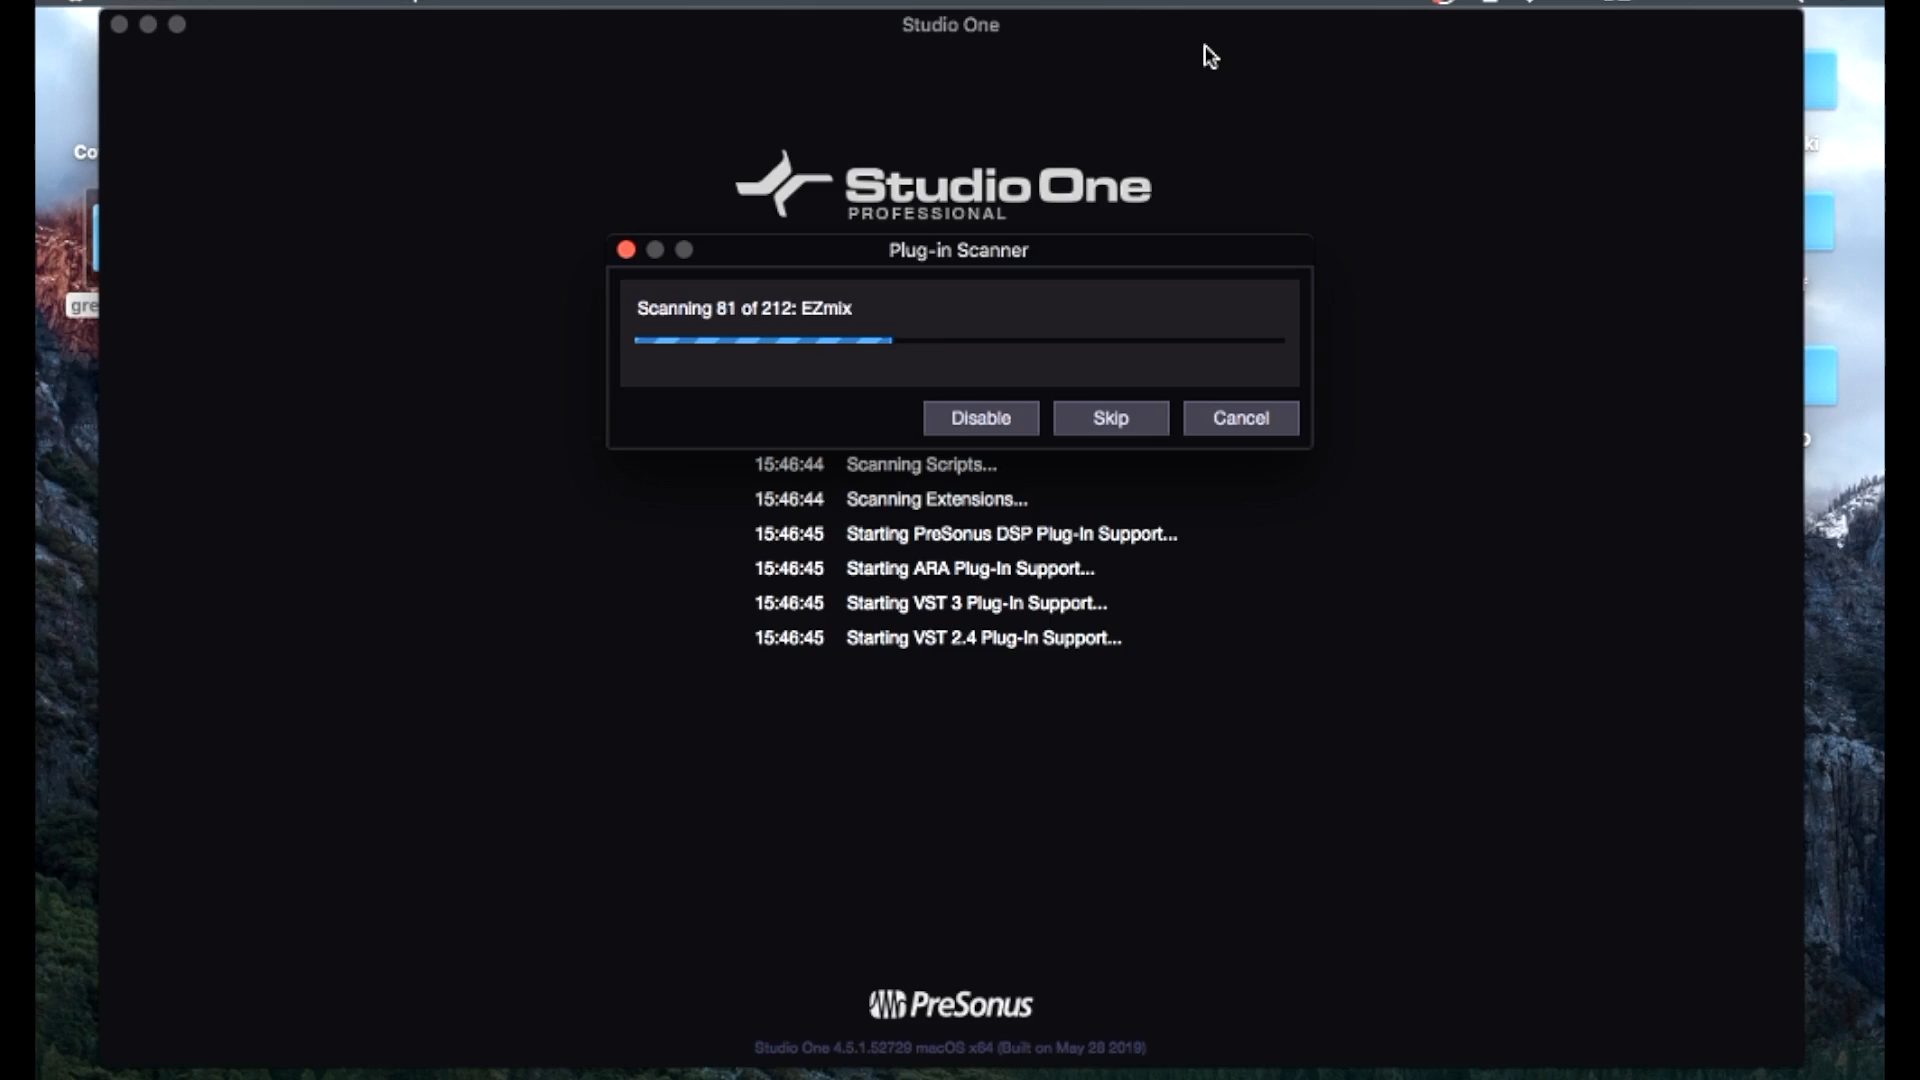 Studio One
Co
Studio One
PROFESSIONAL
Plug-in Scanner
Scanning 81 of 212: EZmix
gre
Disable Skip Cancel
15:46:44 Scanning Scripts...
15:46:44 Scanning Extensions...
15:46:45 Starting PreSonus DSP Plug-In Support...
15:46:45 Starting ARA Plug-In Support...
15:46:45 Starting VST 3 Plug-In Support...
15:46:45 Starting VST 2.4 Plug-In Support...
PreSonus
Studio One 4.5.1.52729 macOS x64 (Built on May 28 2019)